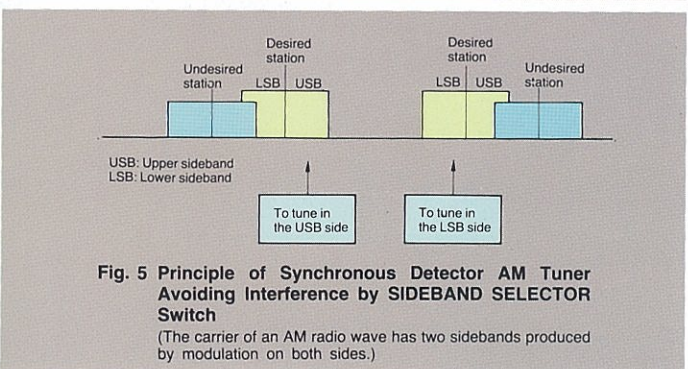 Desired
station
Undesired
station
LSB USB
Desired
station
LSB USB
Undesired
station
USB: Upper sideband
LSB: Lower sideband
To tune in
the USB side
To tune in
the LSB side
Fig. 5 Principle of Synchronous Detector AM Tuner
Avoiding Interference by SIDEBAND SELECTOR
Switch
(The carrier of an AM radio wave has two sidebands produced
by modulation on both sides.)